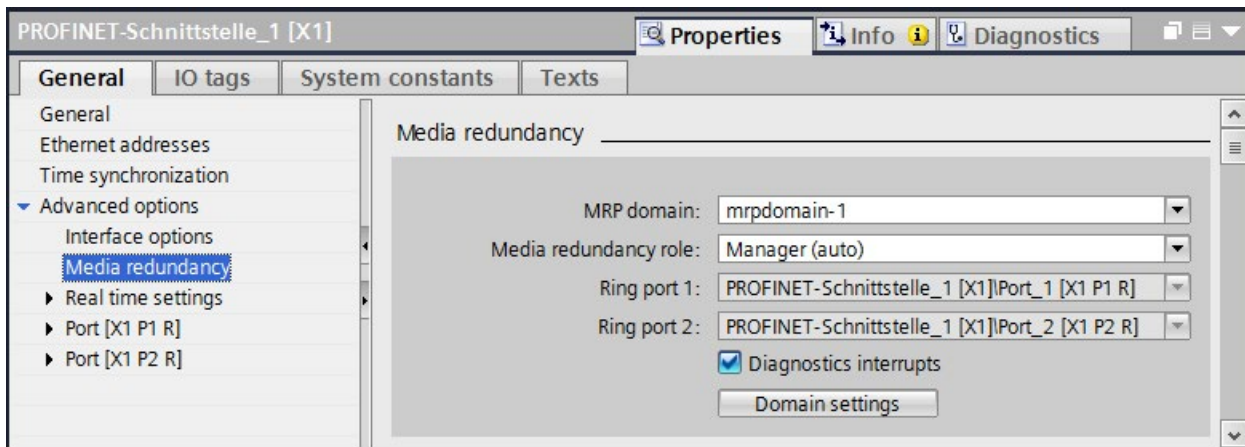 PROFINET-Schnittstelle_1 [X1]
Properties
Info
Diagnostics
General
IO tags
System constants
Texts
General
Ethernet addresses
Time synchronization
Advanced options
Interface options
Media redundancy
Real time settings
Port [X1 P1 R]
Port [X1 P2 R]
Media redundancy
MRP domain: mrpdomain-1
Media redundancy role: Manager (auto)
Ring port 1: PROFINET-Schnittstelle_1 [X1]\Port_1 [X1 P1 R]
Ring port 2: PROFINET-Schnittstelle_1 [X1]\Port_2 [X1 P2 R]
Diagnostics interrupts
Domain settings